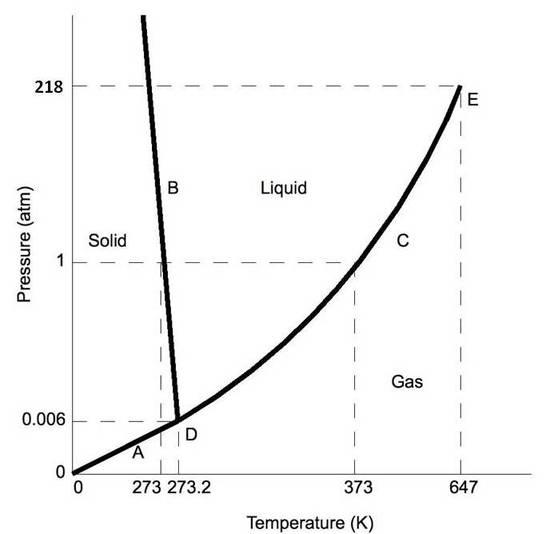 218
E
B
Liquid
Solid
C
Pressure (atm)
1
Gas
0.006
D
A
0
0 273 273.2 373 647
Temperature (K)